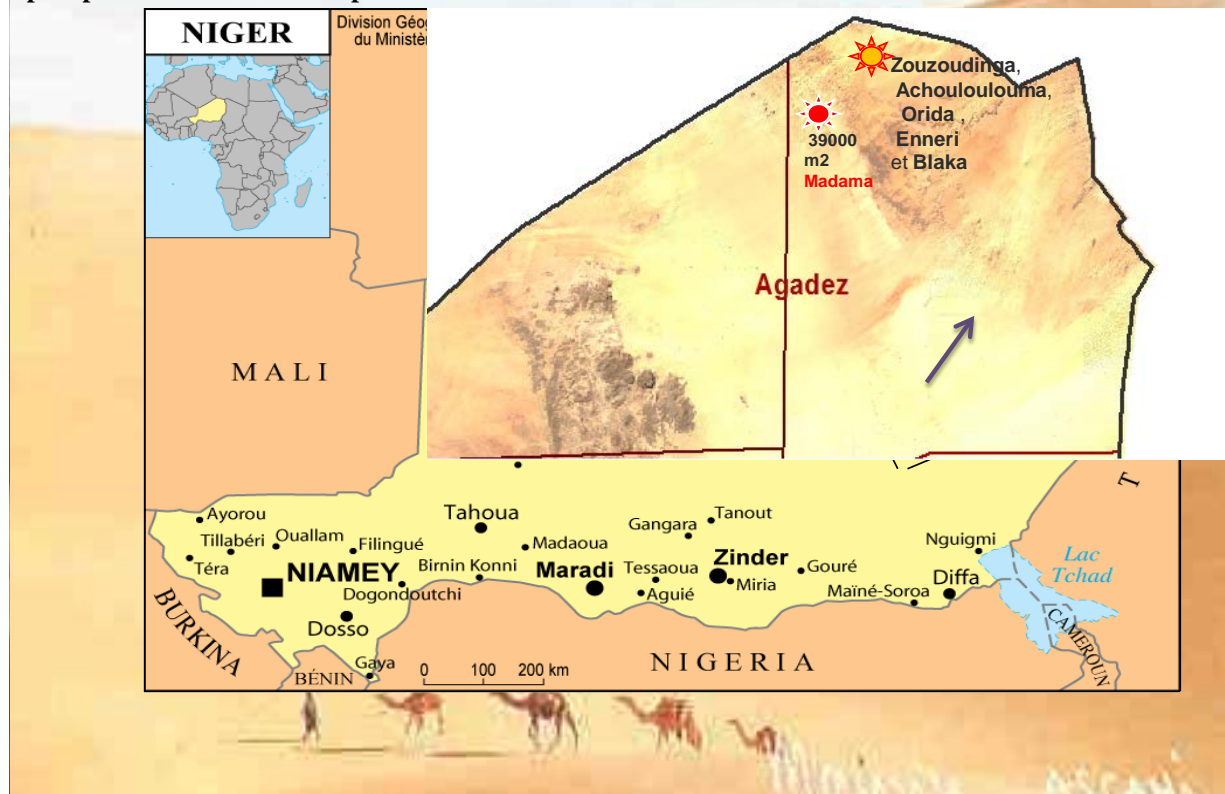 NIGER
Division Géo
du Ministè
Zouzoudinga,
Achouloulouma,
Orida ,
Enneri
et Blaka
39000
m2
Madama
Agadez
MALI
Ayorou
Tillabéri
Ouallam
Filingué
Téra
NIAMEY
Dogondoutchi
Tahoua
Madaoua
Birnin Konni
Maradi
Gangara
Tanout
Tessaoua
Zinder
Aguié
Miria
Gouré
Nguigmi
Maïné-Soroa
Diffa
Lac
Tchad
T
BURKINA
Dosso
Gaya
BÉNIN
0 100 200 km
NIGERIA
CAMEROUN